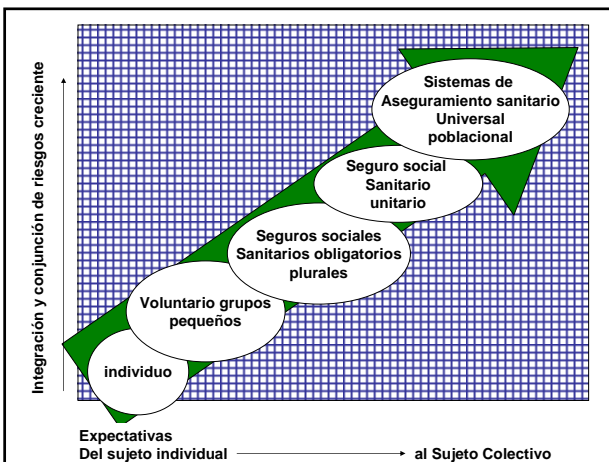 Integración y conjunción de riesgos creciente
Sistemas de
Aseguramiento sanitario
Universal
poblacional
Seguro social
Sanitario
unitario
Seguros sociales
Sanitarios obligatorios
plurales
Voluntario grupos
pequeños
individuo
Expectativas
Del sujeto individual
al Sujeto Colectivo